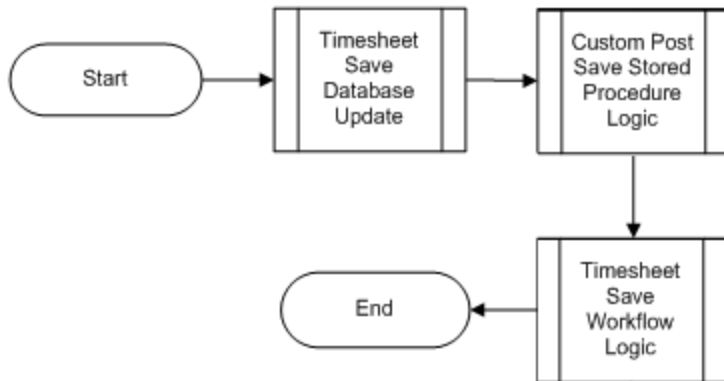 Start
Timesheet
Save
Database
Update
Custom Post
Save Stored
Procedure
Logic
Timesheet
Save
Workflow
Logic
End